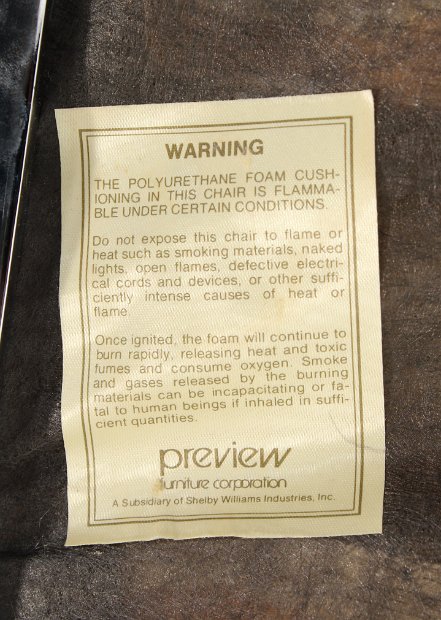 WARNING
THE POLYURETHANE FOAM CUSH-
IONING IN THIS CHAIR IS FLAMMA-
BLE UNDER CERTAIN CONDITIONS.
Do not expose this chair to flame or
heat such as smoking materials, naked
lights, open flames, defective electri-
cal cords and devices, or other suffi-
ciently intense causes of heat or
flame.
Once ignited, the foam will continue to
burn rapidly, releasing heat and toxic
fumes and consume oxygen. Smoke
and gases released by the burning
materials can be incapacitating or fa-
tal to human beings if inhaled in suffi-
cient quantities.
preview
furniture corporation
A Subsidiary of Shelby Williams Industries, Inc.